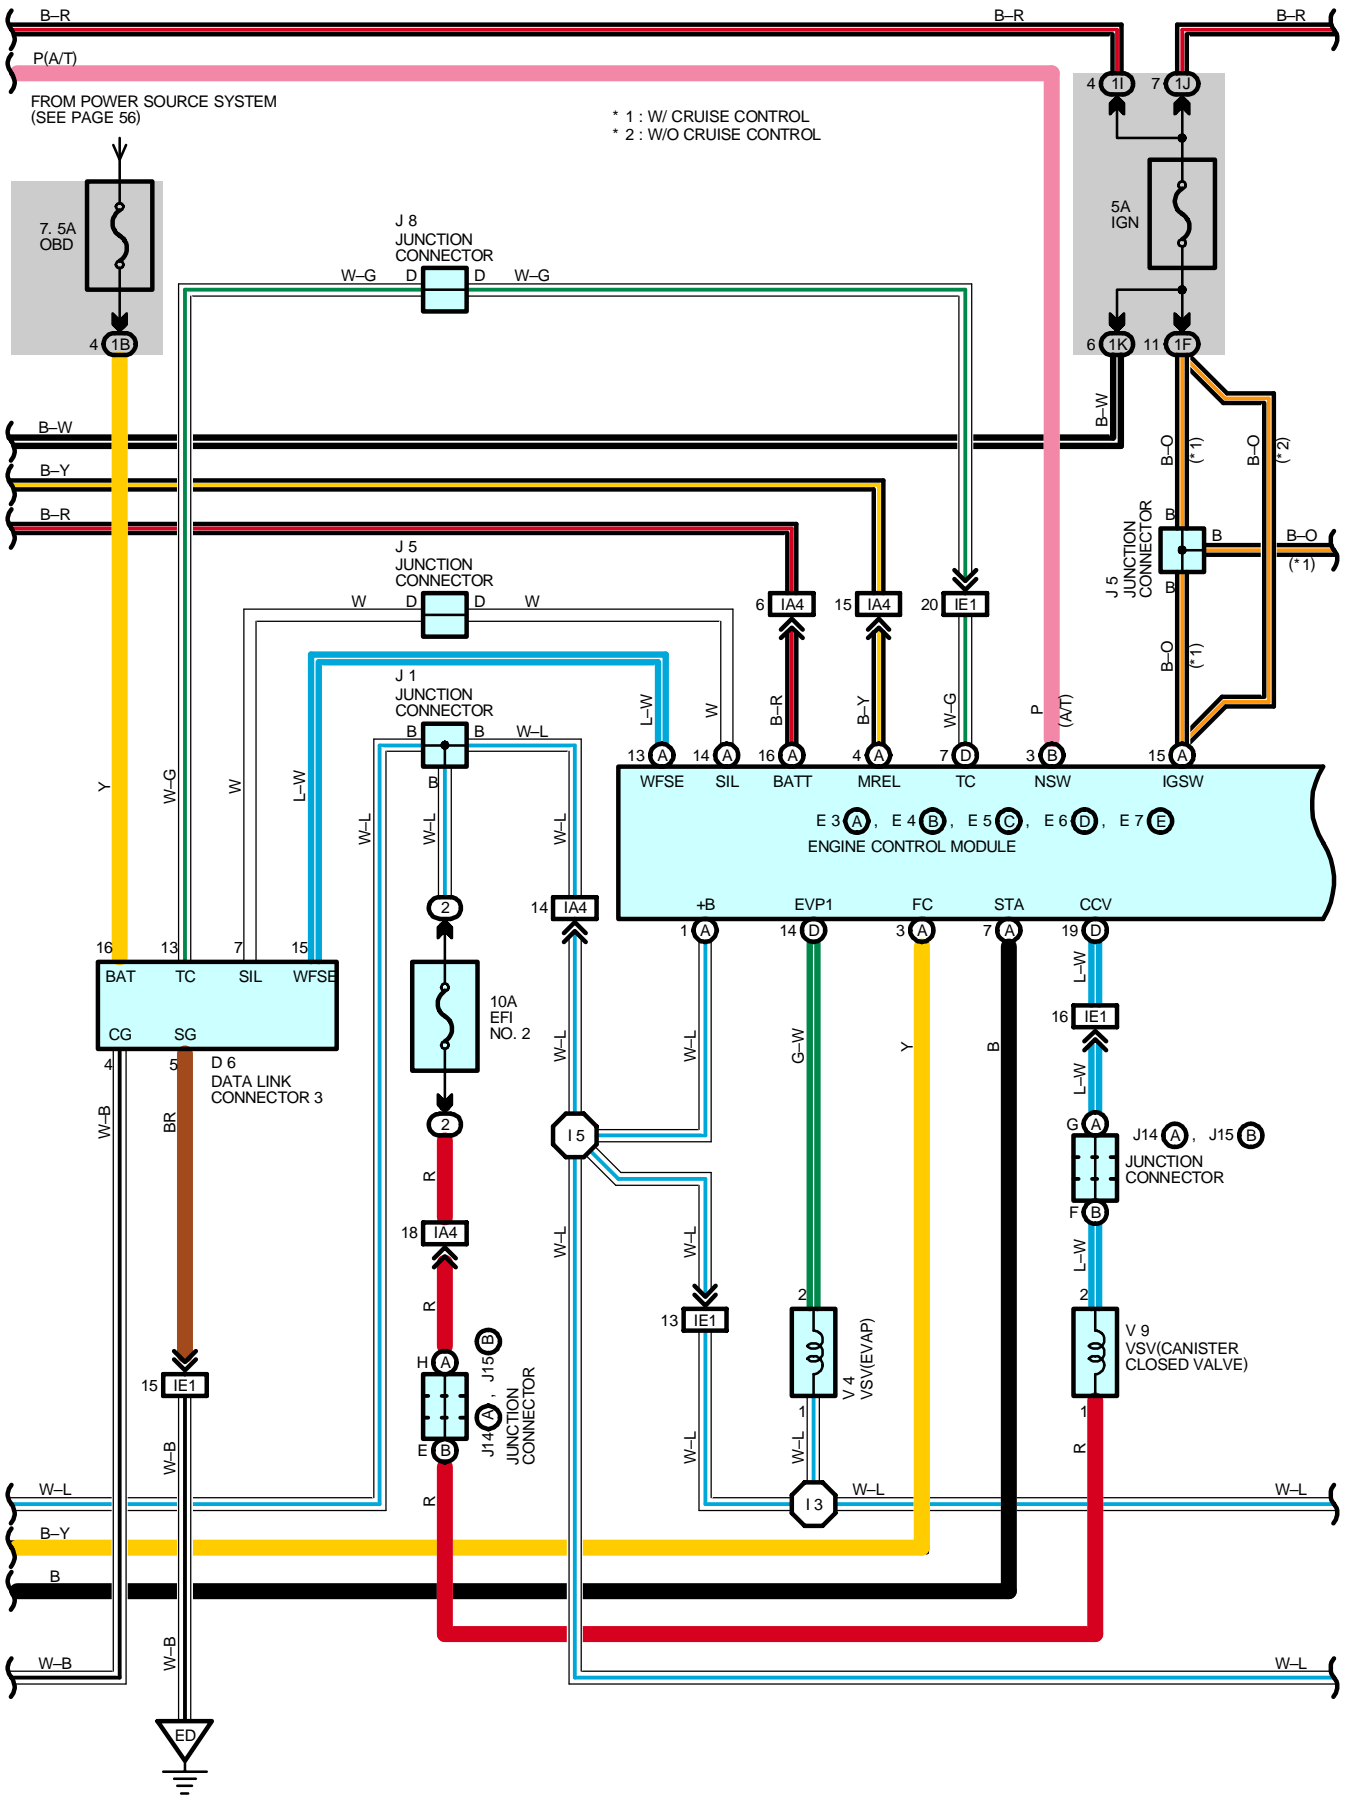 B–R
B–R
B–R
P(A/T)
FROM POWER SOURCE SYSTEM
(SEE PAGE 56)
* 1 : W/ CRUISE CONTROL
* 2 : W/O CRUISE CONTROL
4 1I
7 1J
7. 5A
OBD
5A
IGN
J 8
JUNCTION
CONNECTOR
W–G D
D W–G
4 1B
6 1K
11 1F
B–W
B–W
B–O
(* 1)
B–O
(* 2)
B–Y
B–R
J 5
JUNCTION
CONNECTOR
W D
D W
B
B
B
B–O
(* 1)
J 5
JUNCTION
CONNECTOR
6 IA4
15 IA4
20 IE1
B–O
(* 1)
J 1
JUNCTION
CONNECTOR
B
B
W–L
B
L–W
W
B–R
B–Y
W–G
P
(A/T)
13 A
14 A
16 A
4 A
7 D
3 B
15 A
WFSE
SIL
BATT
MREL
TC
NSW
IGSW
E 3 A , E 4 B , E 5 C , E 6 D , E 7 E
ENGINE CONTROL MODULE
Y
W–G
W
L–W
W–L
W–L
W–L
2
14 IA4
+B
EVP1
FC
STA
CCV
1 A
14 D
3 A
7 A
19 D
16
13
7
15
BAT
TC
SIL
WFSE
CG
SG
4
5
D 6
DATA LINK
CONNECTOR 3
10A
EFI
NO. 2
2
W–L
W–L
G–W
Y
B
L–W
16 IE1
L–W
W–B
BR
I 5
G A
J14 A , J15 B
JUNCTION
CONNECTOR
F B
R
18 IA4
W–L
W–L
L–W
R
13 IE1
2
2
V 4
VSV(EVAP)
V 9
VSV(CANISTER
CLOSED VALVE)
H A
J14 A , J15 B
JUNCTION
CONNECTOR
E B
15 IE1
1
1
W–B
R
W–L
W–L
R
W–L
I 3
W–L
W–L
B–Y
B
W–B
W–B
W–L
ED